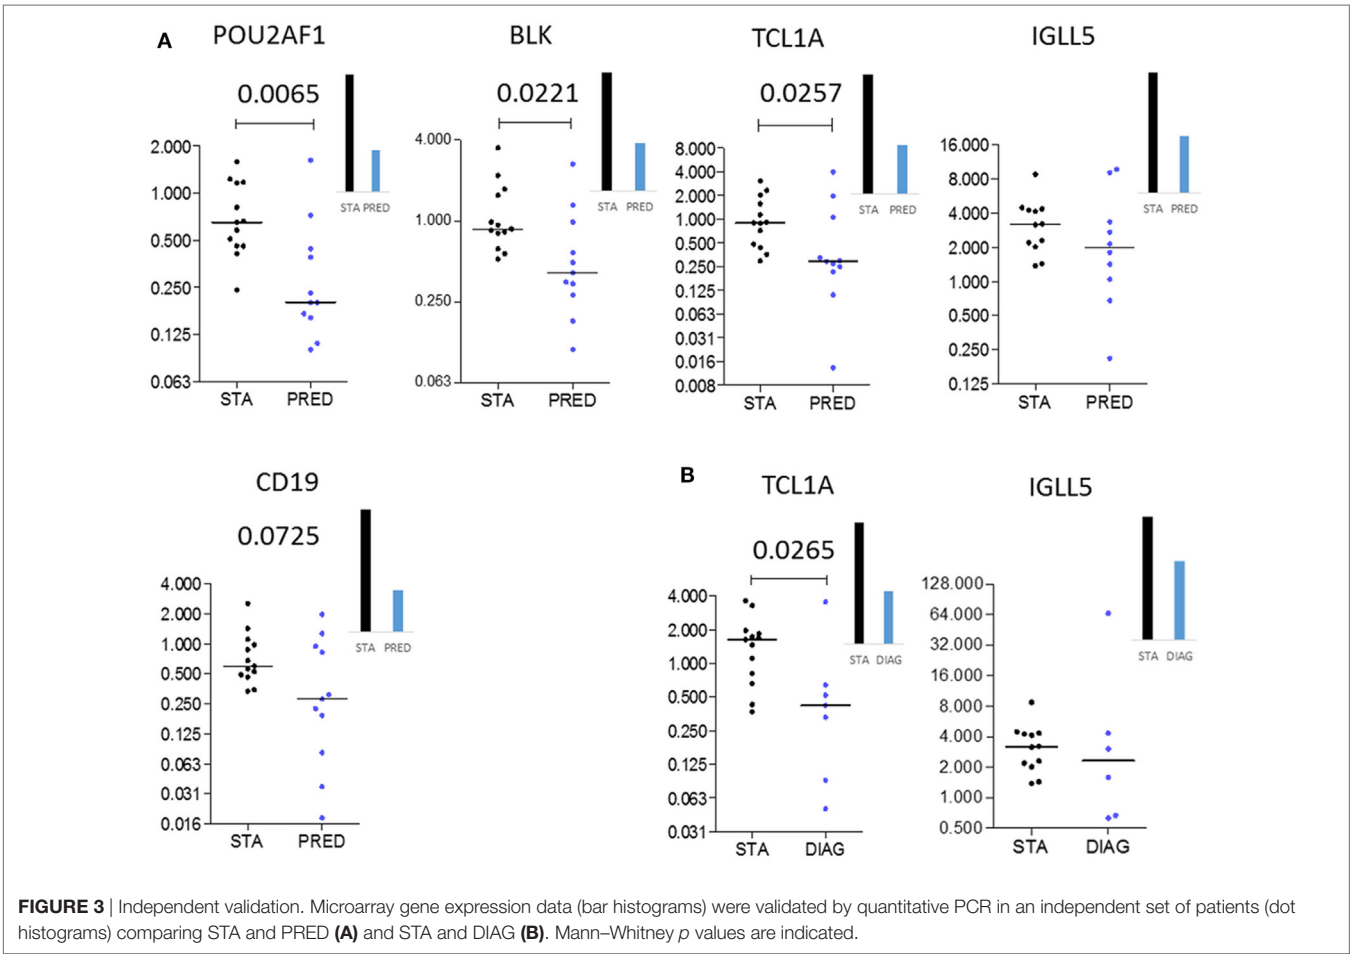 A
POU2AF1
0.0065
STA PRED
2.000
1.000
0.500
0.250
0.125
0.063
STA PRED
BLK
0.0221
STA PRED
4.000
1.000
0.250
0.063
STA PRED
TCL1A
0.0257
STA PRED
8.000
4.000
2.000
1.000
0.500
0.250
0.125
0.063
0.031
0.016
0.008
STA PRED
IGLL5
STA PRED
16.000
8.000
4.000
2.000
1.000
0.500
0.250
0.125
STA PRED
CD19
0.0725
STA PRED
4.000
2.000
1.000
0.500
0.250
0.125
0.063
0.031
0.016
STA PRED
B
TCL1A
0.0265
STA DIAG
4.000
2.000
1.000
0.500
0.250
0.125
0.063
0.031
STA DIAG
IGLL5
STA DIAG
128.000
64.000
32.000
16.000
8.000
4.000
2.000
1.000
0.500
STA DIAG
FIGURE 3 | Independent validation. Microarray gene expression data (bar histograms) were validated by quantitative PCR in an independent set of patients (dot
histograms) comparing STA and PRED (A) and STA and DIAG (B). Mann–Whitney p values are indicated.